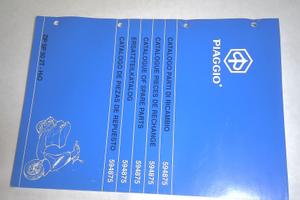 PIAGGIO®
CATALOGO PARTI DI RICAMBIO 594875
CATALOGUE PIECES DE RECHANGE 594875
CATALOGUE OF SPARE PARTS 594875
ERSATZTEILKATALOG 594875
CATALOGO DE PIEZAS DE REPUESTO 594875